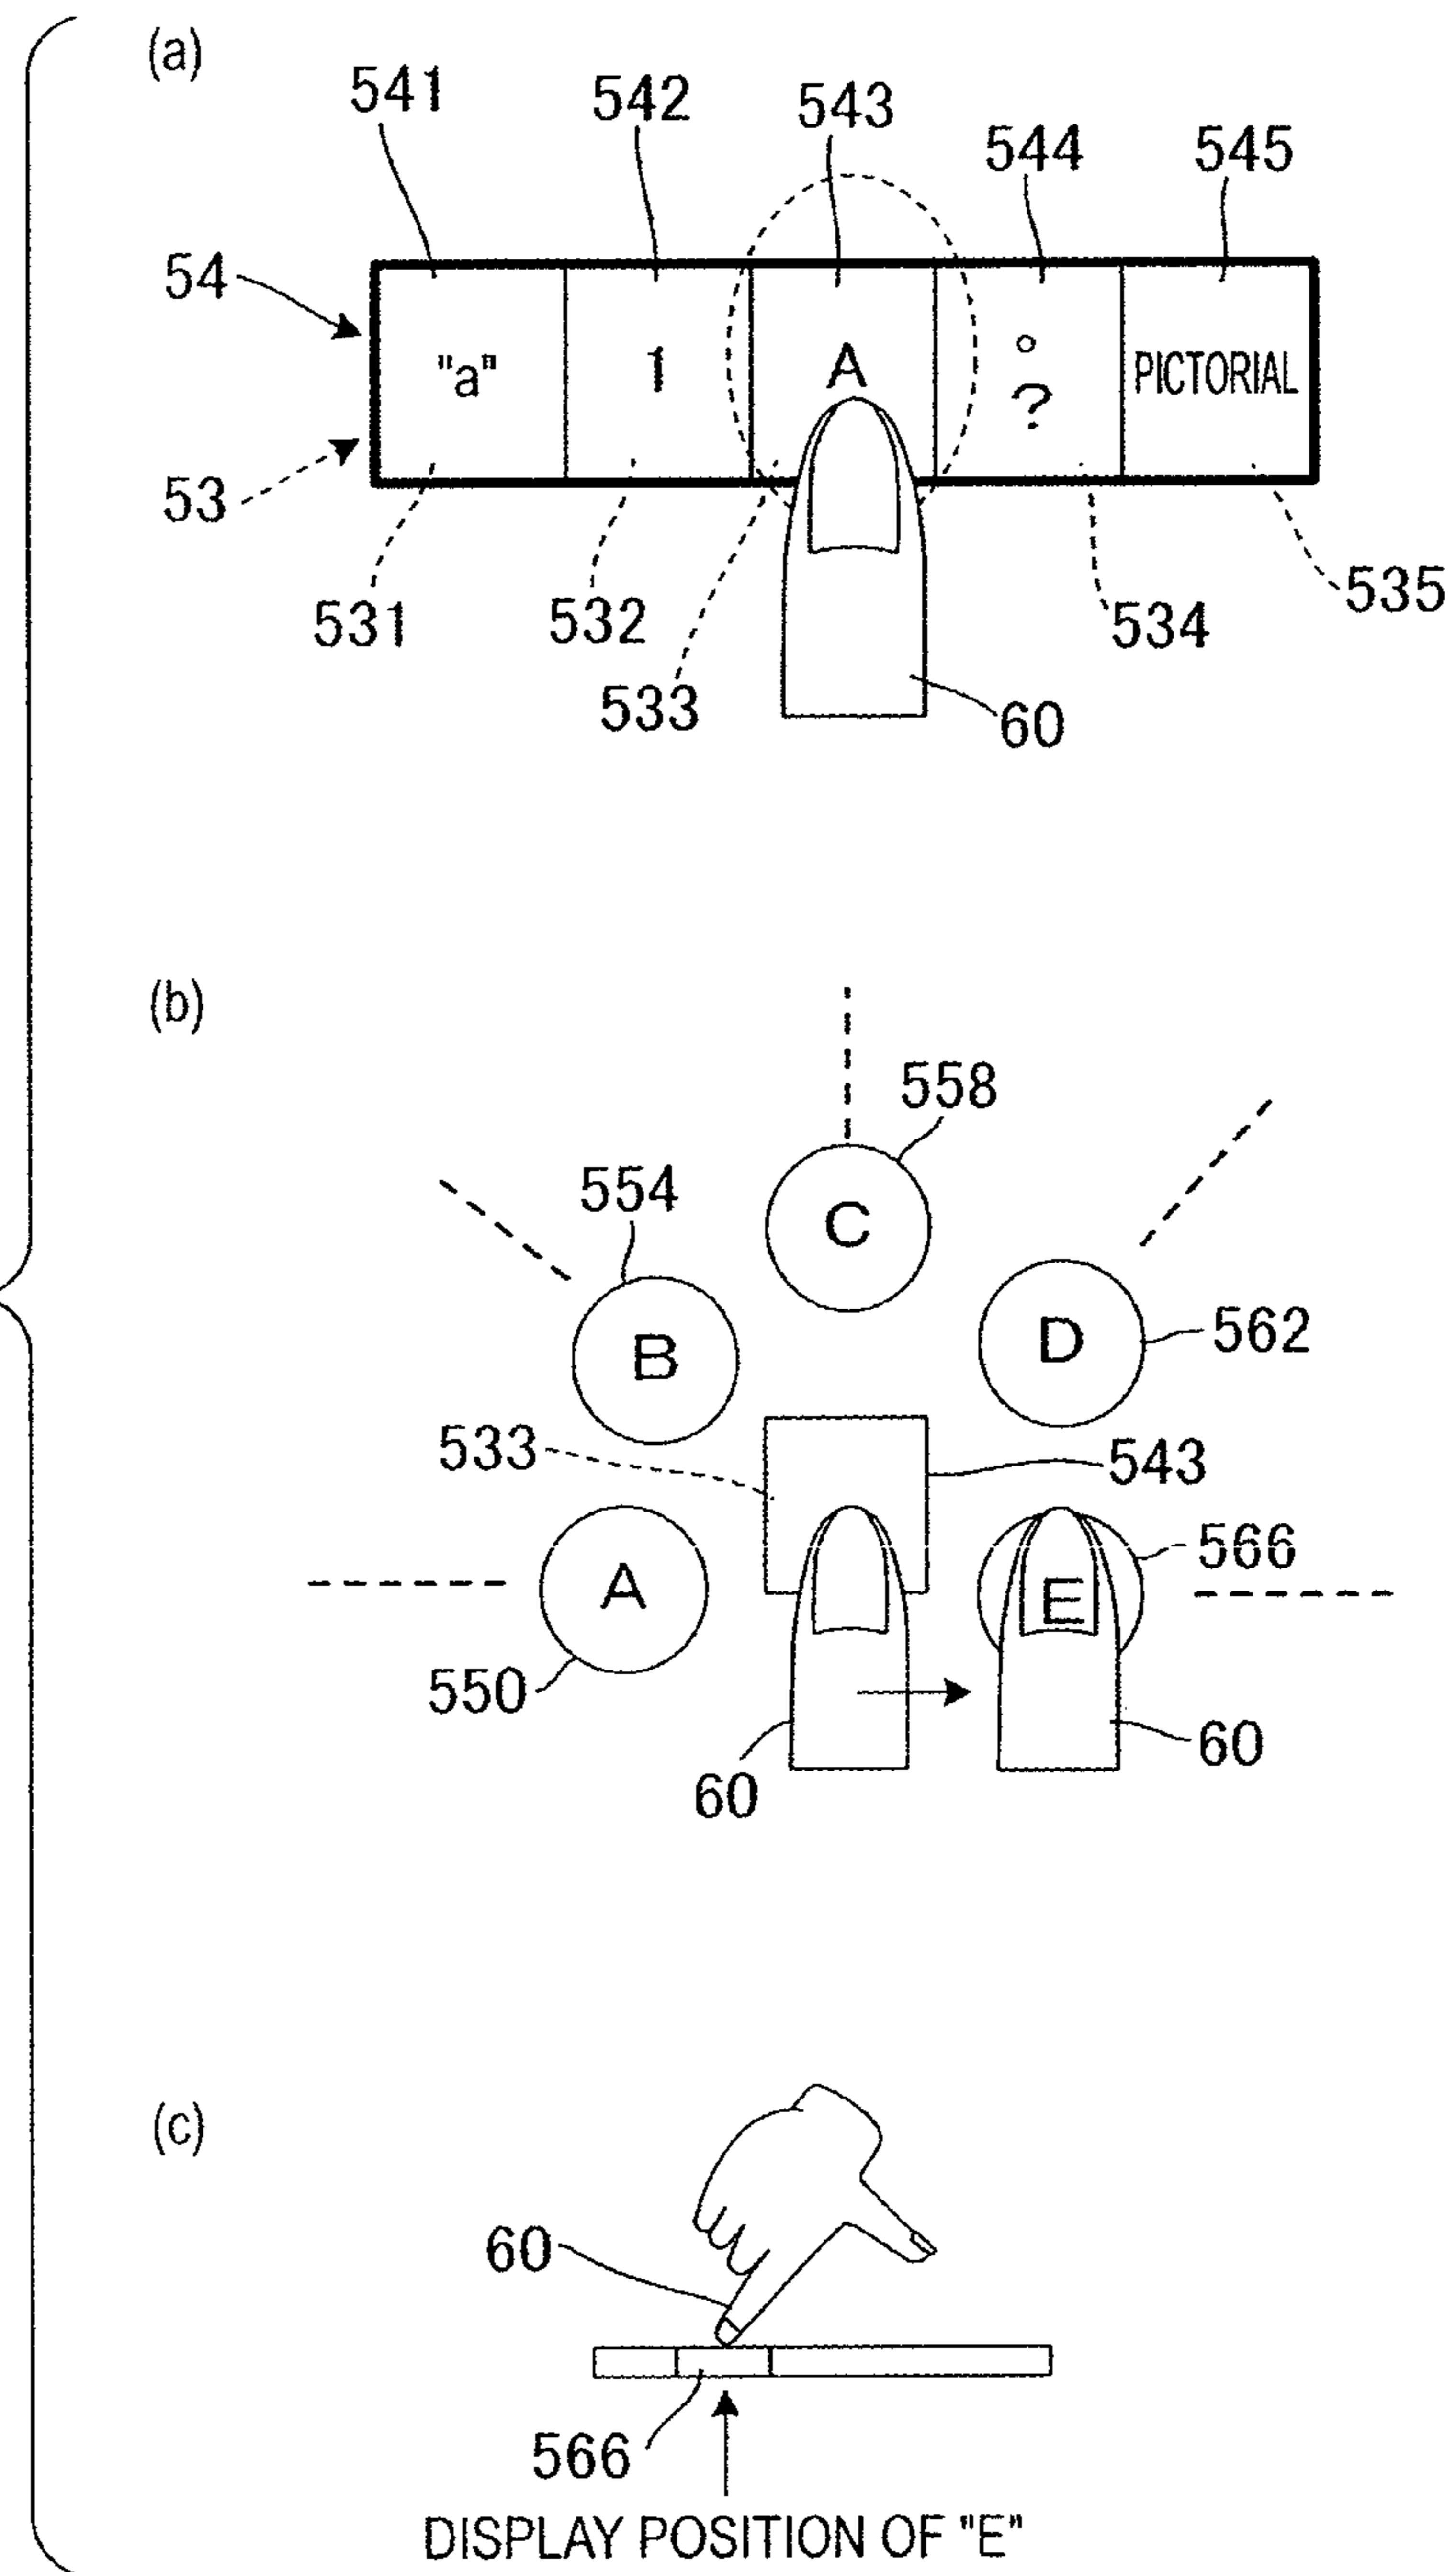 (a)
541
542
543
544
545
54
"a"
1
A
°
?
PICTORIAL
53
531
532
533
534
535
60
(b)
558
554
C
B
D
562
533
543
A
E
566
550
60
60
(c)
60
566
DISPLAY POSITION OF "E"